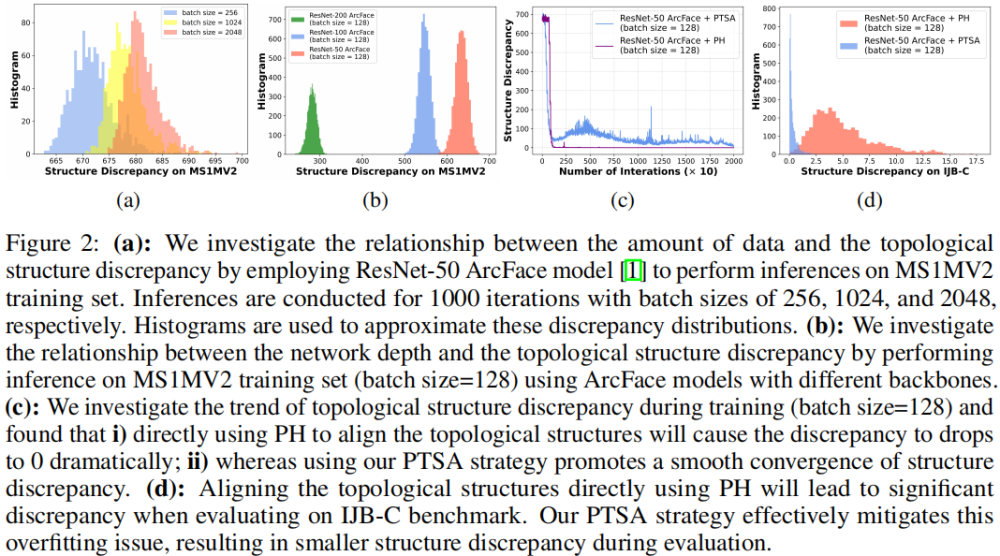 batch size = 256
batch size = 1024
batch size = 2048
Histogram
80
60
40
20
0
665 670 675 680 685 690 695 700
Structure Discrepancy on MS1MV2
(a)
ResNet-200 ArcFace
(batch size = 128)
ResNet-100 ArcFace
(batch size = 128)
ResNet-50 ArcFace
(batch size = 128)
Histogram
700
600
500
400
300
200
100
0
300 400 500 600 700
Structure Discrepancy on MS1MV2
(b)
ResNet-50 ArcFace + PTSA
(batch size = 128)
ResNet-50 ArcFace + PH
(batch size = 128)
Structure Discrepancy
700
600
500
400
300
200
100
0
0 250 500 750 1000 1250 1500 1750 2000
Number of Interations (× 10)
(c)
ResNet-50 ArcFace + PH
(batch size = 128)
ResNet-50 ArcFace + PTSA
(batch size = 128)
Histogram
800
700
600
500
400
300
200
100
0
0.0 2.5 5.0 7.5 10.0 12.5 15.0 17.5
Structure Discrepancy on IJB-C
(d)
Figure 2: (a): We investigate the relationship between the amount of data and the topological
structure discrepancy by employing ResNet-50 ArcFace model [1] to perform inferences on MS1MV2
training set. Inferences are conducted for 1000 iterations with batch sizes of 256, 1024, and 2048,
respectively. Histograms are used to approximate these discrepancy distributions. (b): We investigate
the relationship between the network depth and the topological structure discrepancy by performing
inference on MS1MV2 training set (batch size=128) using ArcFace models with different backbones.
(c): We investigate the trend of topological structure discrepancy during training (batch size=128) and
found that i) directly using PH to align the topological structures will cause the discrepancy to drops
to 0 dramatically; ii) whereas using our PTSA strategy promotes a smooth convergence of structure
discrepancy. (d): Aligning the topological structures directly using PH will lead to significant
discrepancy when evaluating on IJB-C benchmark. Our PTSA strategy effectively mitigates this
overfitting issue, resulting in smaller structure discrepancy during evaluation.